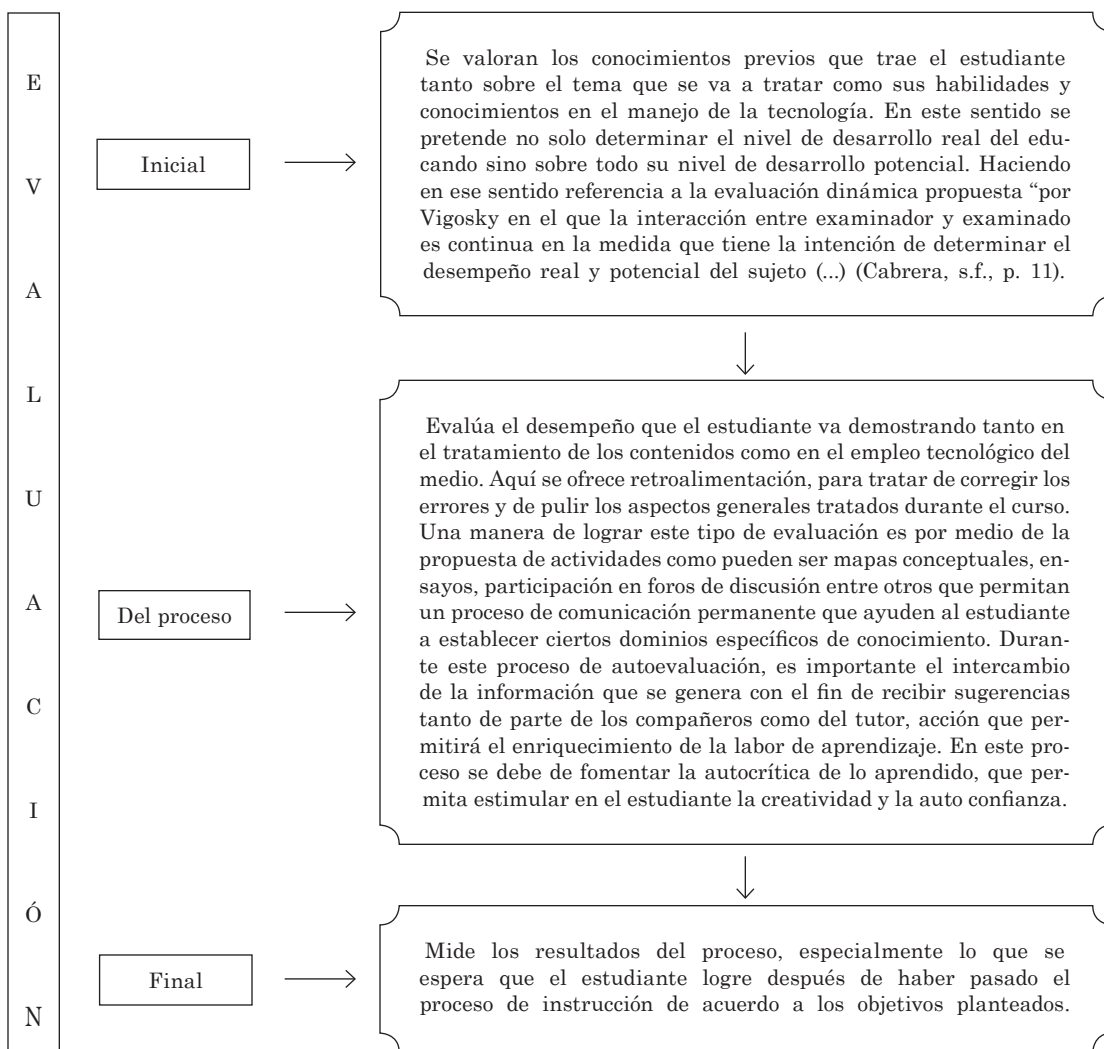 EVALUACIÓN
Inicial
Se valoran los conocimientos previos que trae el estudiante
tanto sobre el tema que se va a tratar como sus habilidades y
conocimientos en el manejo de la tecnología. En este sentido se
pretende no solo determinar el nivel de desarrollo real del edu-
cando sino sobre todo su nivel de desarrollo potencial. Haciendo
en ese sentido referencia a la evaluación dinámica propuesta “por
Vigosky en el que la interacción entre examinador y examinado
es continua en la medida que tiene la intención de determinar el
desempeño real y potencial del sujeto (...) (Cabrera, s.f., p. 11).
Del proceso
Evalúa el desempeño que el estudiante va demostrando tanto en
el tratamiento de los contenidos como en el empleo tecnológico del
medio. Aquí se ofrece retroalimentación, para tratar de corregir los
errores y de pulir los aspectos generales tratados durante el curso.
Una manera de lograr este tipo de evaluación es por medio de la
propuesta de actividades como pueden ser mapas conceptuales, en-
sayos, participación en foros de discusión entre otros que permitan
un proceso de comunicación permanente que ayuden al estudiante
a establecer ciertos dominios específicos de conocimiento. Duran-
te este proceso de autoevaluación, es importante el intercambio
de la información que se genera con el fin de recibir sugerencias
tanto de parte de los compañeros como del tutor, acción que per-
mitirá el enriquecimiento de la labor de aprendizaje. En este pro-
ceso se debe de fomentar la autocrítica de lo aprendido, que per-
mita estimular en el estudiante la creatividad y la auto confianza.
Final
Mide los resultados del proceso, especialmente lo que se
espera que el estudiante logre después de haber pasado el
proceso de instrucción de acuerdo a los objetivos planteados.